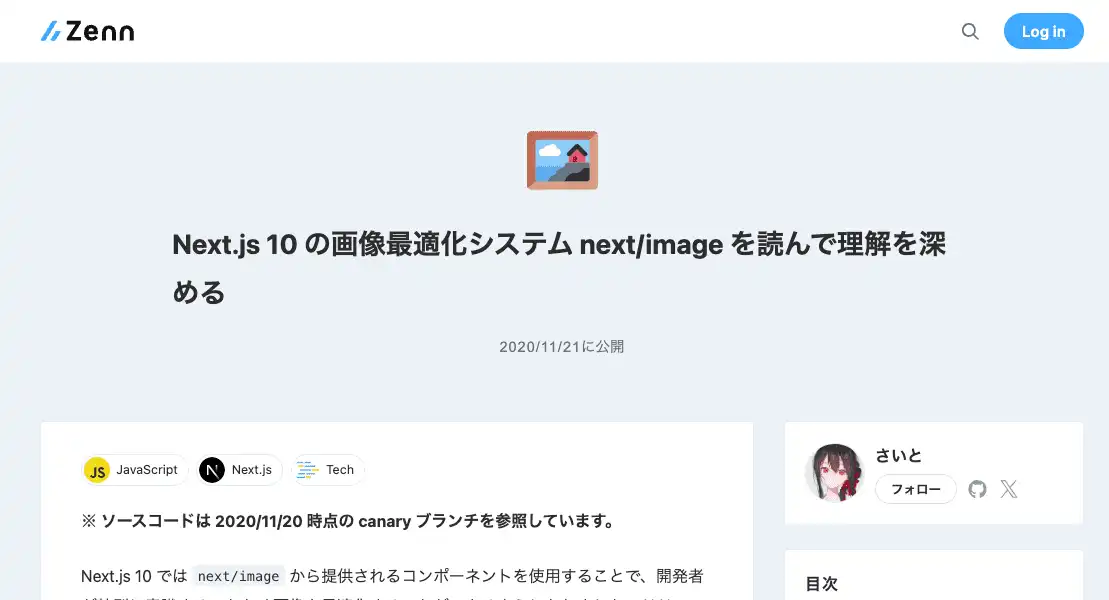 Zenn
Log in
Next.js 10 の画像最適化システム next/image を読んで理解を深
める
2020/11/21に公開
JS JavaScript
N Next.js
Tech
※ ソースコードは 2020/11/20 時点の canary ブランチを参照しています。
Next.js 10 では next/image から提供されるコンポーネントを使用することで、開発者
さいと
フォロー
目次